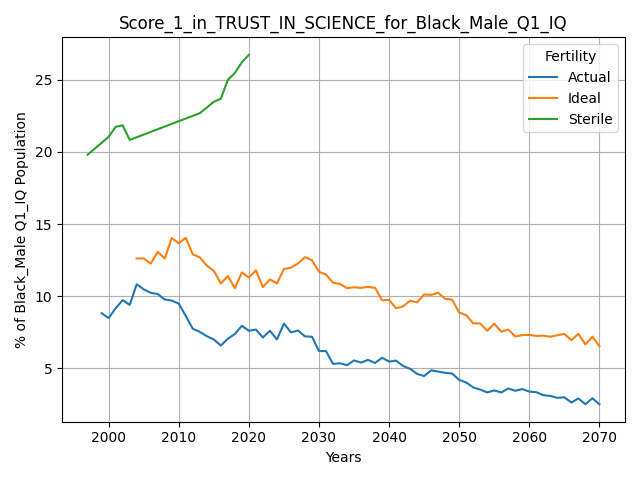 Score_1_in_TRUST_IN_SCIENCE_for_Black_Male_Q1_IQ
Fertility
Actual
Ideal
Sterile
% of Black_Male Q1_IQ Population
25
20
15
10
5
2000 2010 2020 2030 2040 2050 2060 2070
Years